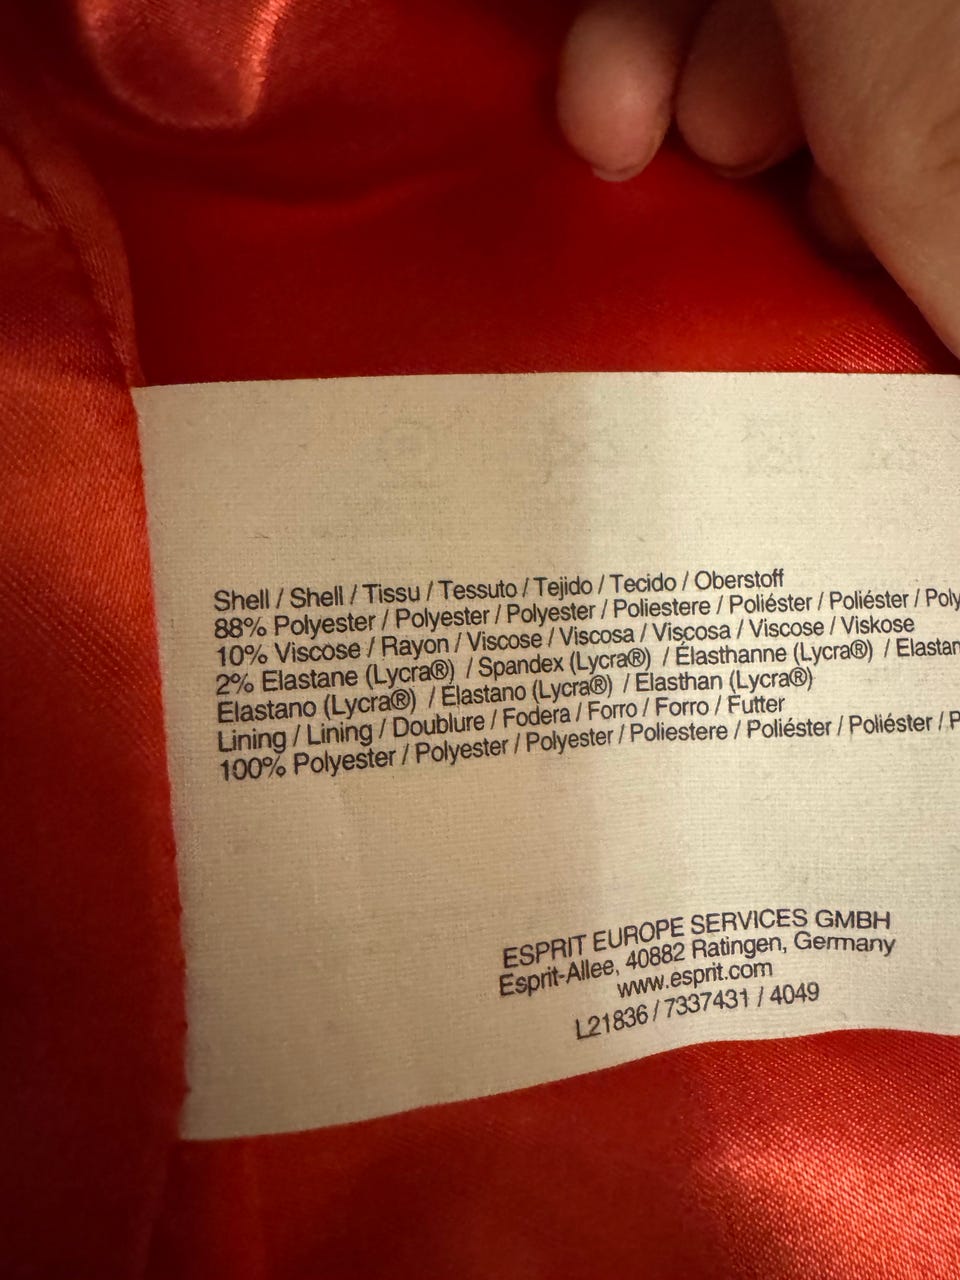 Shell / Shell / Tissu / Tessuto / Tejido / Tecido / Oberstoff
88% Polyester / Polyester / Polyester / Poliestere / Poliéster / Poliéster / Poly
10% Viscose / Rayon / Viscose / Viscosa / Viscosa / Viscose / Viskose
2% Elastane (Lycra®) / Spandex (Lycra®) / Élasthanne (Lycra®) / Elastan
Elastano (Lycra®) / Elastano (Lycra®) / Elasthan (Lycra®)
Lining / Lining / Doublure / Fodera / Forro / Forro / Futter
100% Polyester / Polyester / Polyester / Poliestere / Poliéster / Poliéster / P
ESPRIT EUROPE SERVICES GMBH
Esprit-Allee, 40882 Ratingen, Germany
www.esprit.com
L21836 / 7337431 / 4049